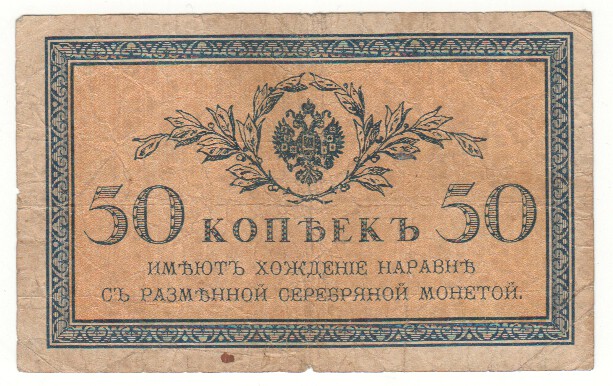 50 КОПѢЕКЪ 50
ИМѢЮТЪ ХОЖДЕНІЕ НАРАВНѢ
СЪ РАЗМѢННОЙ СЕРЕБРЯНОЙ МОНЕТОЙ.